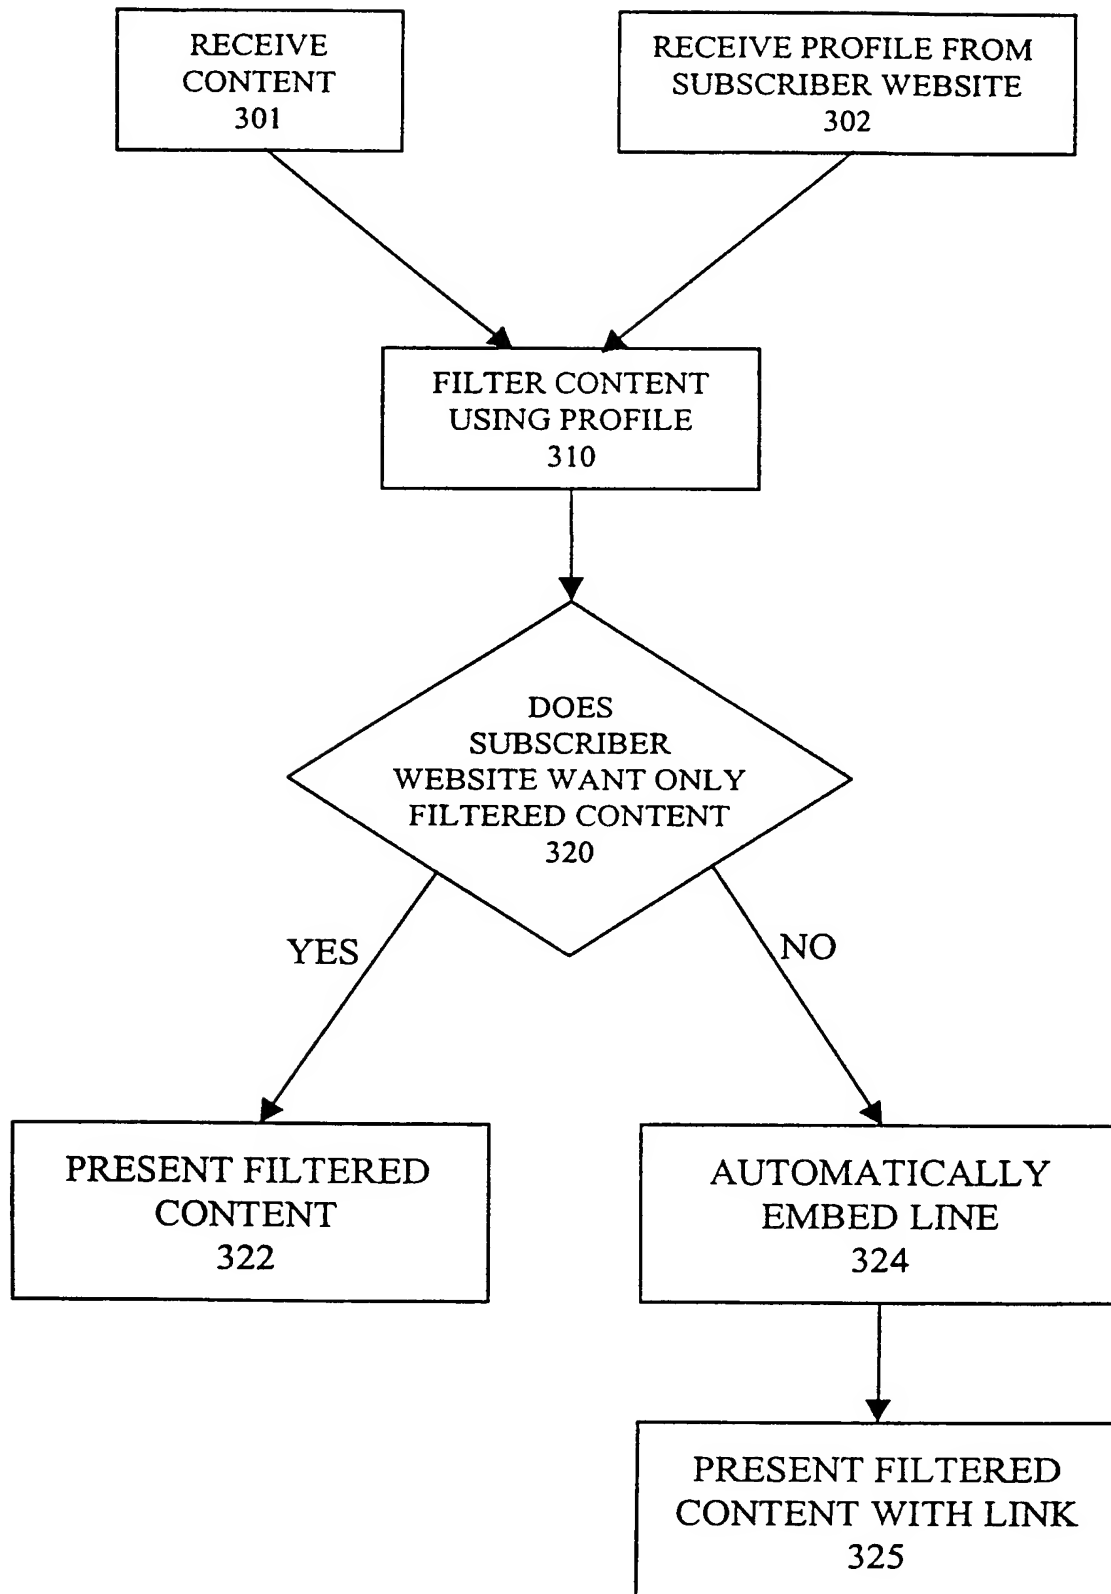 RECEIVE
CONTENT
301
RECEIVE PROFILE FROM
SUBSCRIBER WEBSITE
302
FILTER CONTENT
USING PROFILE
310
DOES
SUBSCRIBER
WEBSITE WANT ONLY
FILTERED CONTENT
320
YES
NO
PRESENT FILTERED
CONTENT
322
AUTOMATICALLY
EMBED LINE
324
PRESENT FILTERED
CONTENT WITH LINK
325